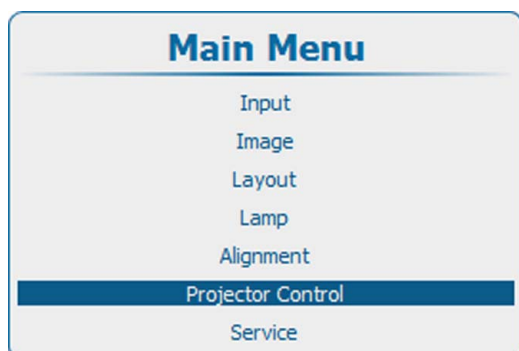 Main Menu
Input
Image
Layout
Lamp
Alignment
Projector Control
Service